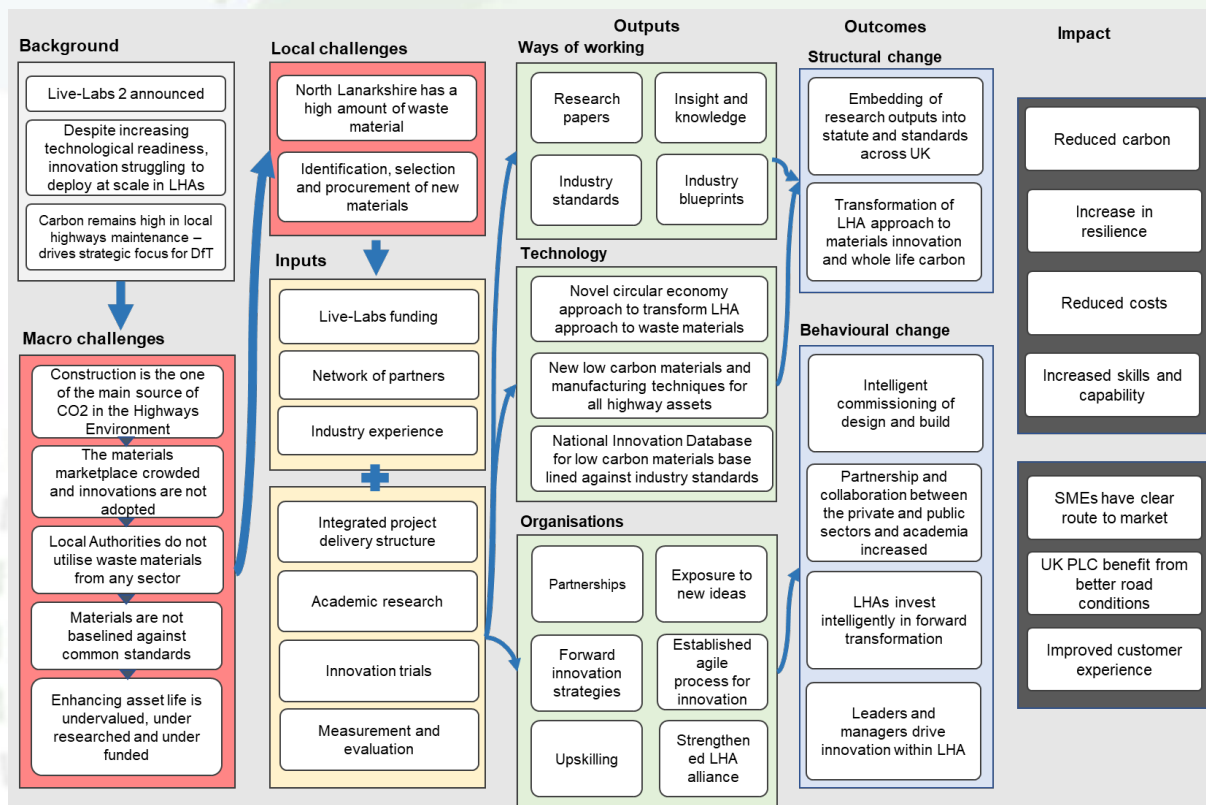 Background
Live-Labs 2 announced
Despite increasing
technological readiness,
innovation struggling to
deploy at scale in LHAs
Carbon remains high in local
highways maintenance –
drives strategic focus for DfT
Macro challenges
Construction is the one
of the main source of
CO2 in the Highways
Environment
The materials
marketplace crowded
and innovations are not
adopted
Local Authorities do not
utilise waste materials
from any sector
Materials are not
baselined against
common standards
Enhancing asset life is
undervalued, under
researched and under
funded
Local challenges
North Lanarkshire has a
high amount of waste
material
Identification, selection
and procurement of new
materials
Inputs
Live-Labs funding
Network of partners
Industry experience
Integrated project
delivery structure
Academic research
Innovation trials
Measurement and
evaluation
Outputs
Ways of working
Research
papers
Insight and
knowledge
Industry
standards
Industry
blueprints
Technology
Novel circular economy
approach to transform LHA
approach to waste materials
New low carbon materials and
manufacturing techniques for
all highway assets
National Innovation Database
for low carbon materials base
lined against industry standards
Organisations
Partnerships
Exposure to
new ideas
Forward
innovation
strategies
Established
agile
process for
innovation
Upskilling
Strengthen
ed LHA
alliance
Outcomes
Structural change
Embedding of
research outputs into
statute and standards
across UK
Transformation of
LHA approach to
materials innovation
and whole life carbon
Behavioural change
Intelligent
commissioning of
design and build
Partnership and
collaboration between
the private and public
sectors and academia
increased
LHAs invest
intelligently in forward
transformation
Leaders and
managers drive
innovation within LHA
Impact
Reduced carbon
Increase in
resilience
Reduced costs
Increased skills and
capability
SMEs have clear
route to market
UK PLC benefit from
better road
conditions
Improved customer
experience